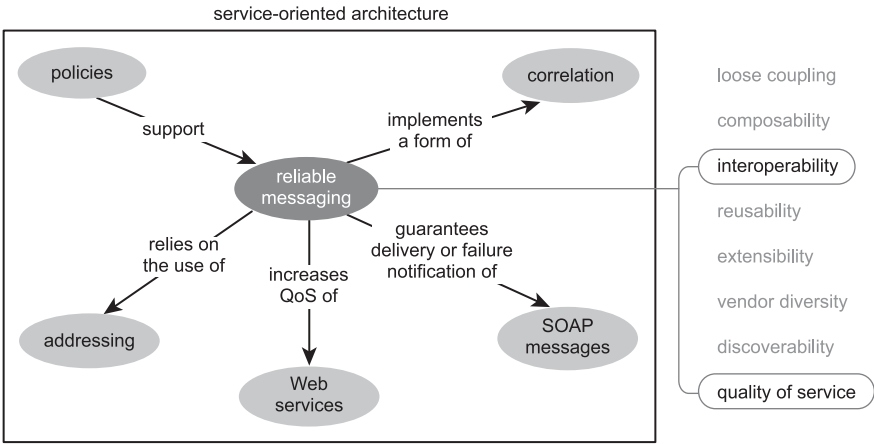 service-oriented architecture
policies
correlation
support
implements
a form of
reliable
messaging
relies on
the use of
increases
QoS of
guarantees
delivery or failure
notification of
addressing
Web
services
SOAP
messages
loose coupling
composability
interoperability
reusability
extensibility
vendor diversity
discoverability
quality of service